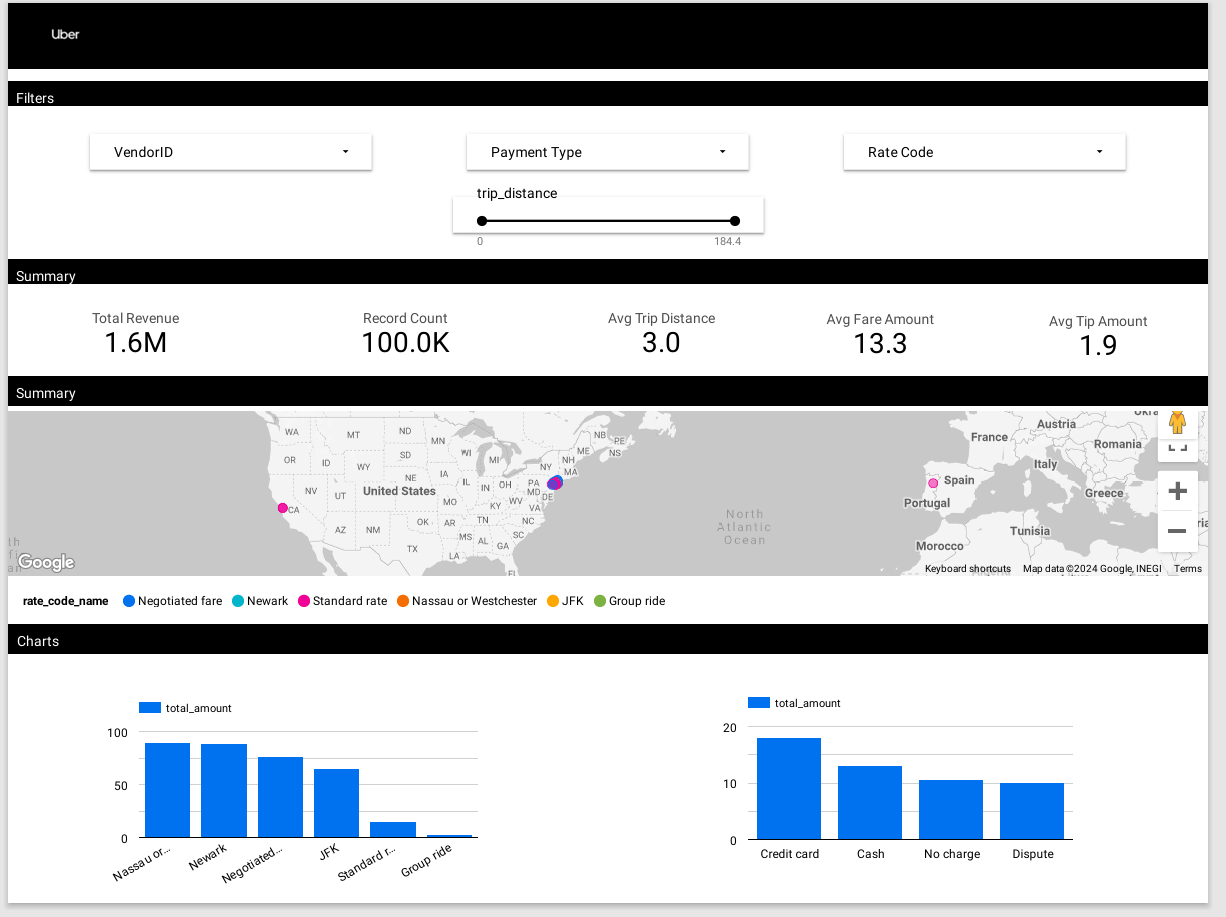 Uber
Filters
VendorID
Payment Type
Rate Code
trip_distance
0 184.4
Summary
Total Revenue
1.6M
Record Count
100.0K
Avg Trip Distance
3.0
Avg Fare Amount
13.3
Avg Tip Amount
1.9
Summary
WA
MT
ND
MN
OR
ID
WY
SD
WI
MI
NB
PE
NS
ME
NH
NY
MA
NV
UT
NE
IA
IL
IN
OH
PA
MD
DE
United States
CA
MO
KY
WV
VA
AZ
NM
OK
AR
TN
NC
MS
AL
SC
GA
TX
LA
FL
North
Atlantic
Ocean
Austria
France
Romania
Italy
Spain
Portugal
Greece
Tunisia
Morocco
Google
Keyboard shortcuts Map data ©2024 Google, INEGI Terms
rate_code_name Negotiated fare Newark Standard rate Nassau or Westchester JFK Group ride
Charts
total_amount
100
50
0
Nassau or...
Newark
Negotiated...
JFK
Standard r...
Group ride
total_amount
20
10
0
Credit card
Cash
No charge
Dispute